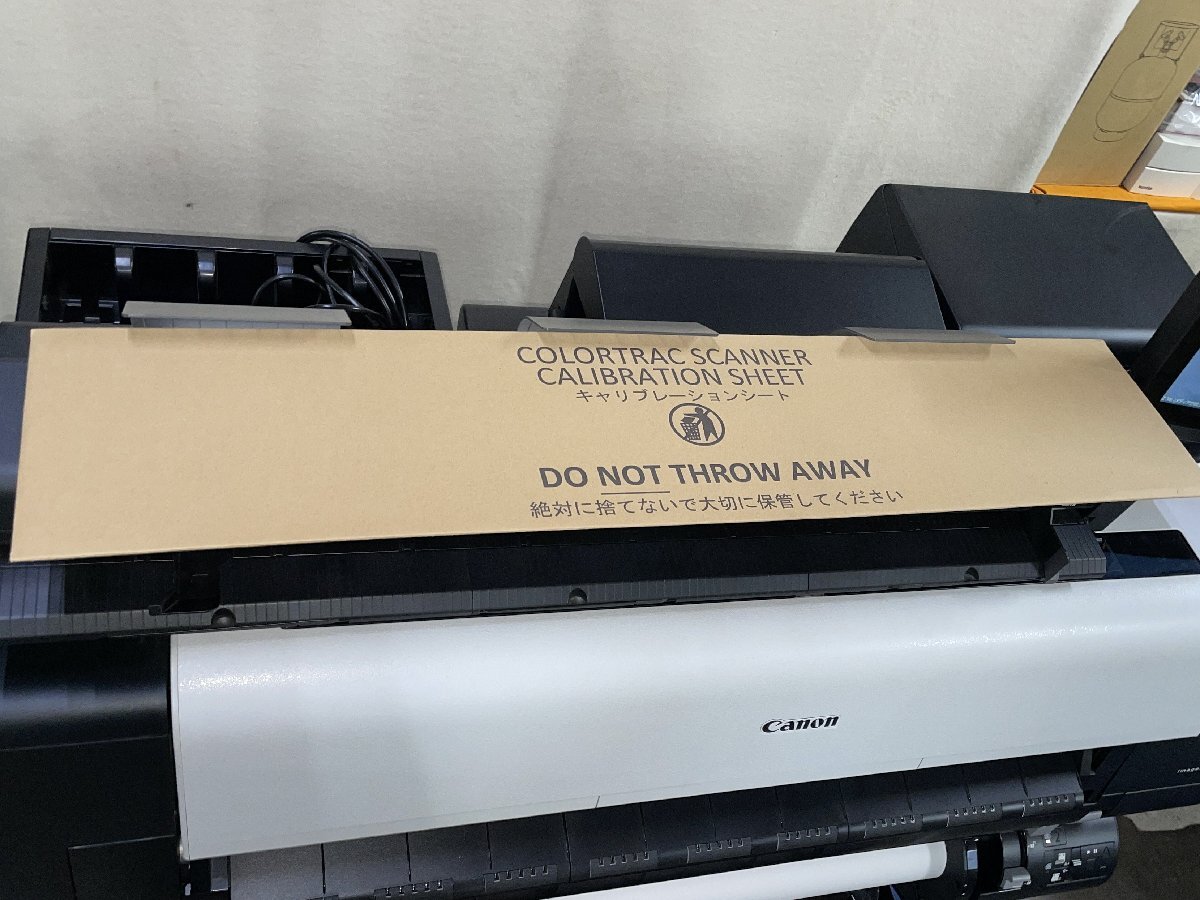 COLORTRAC SCANNER
CALIBRATION SHEET
キャリブレーションシート
DO NOT THROW AWAY
絶対に捨てないで大切に保管してください
Canon